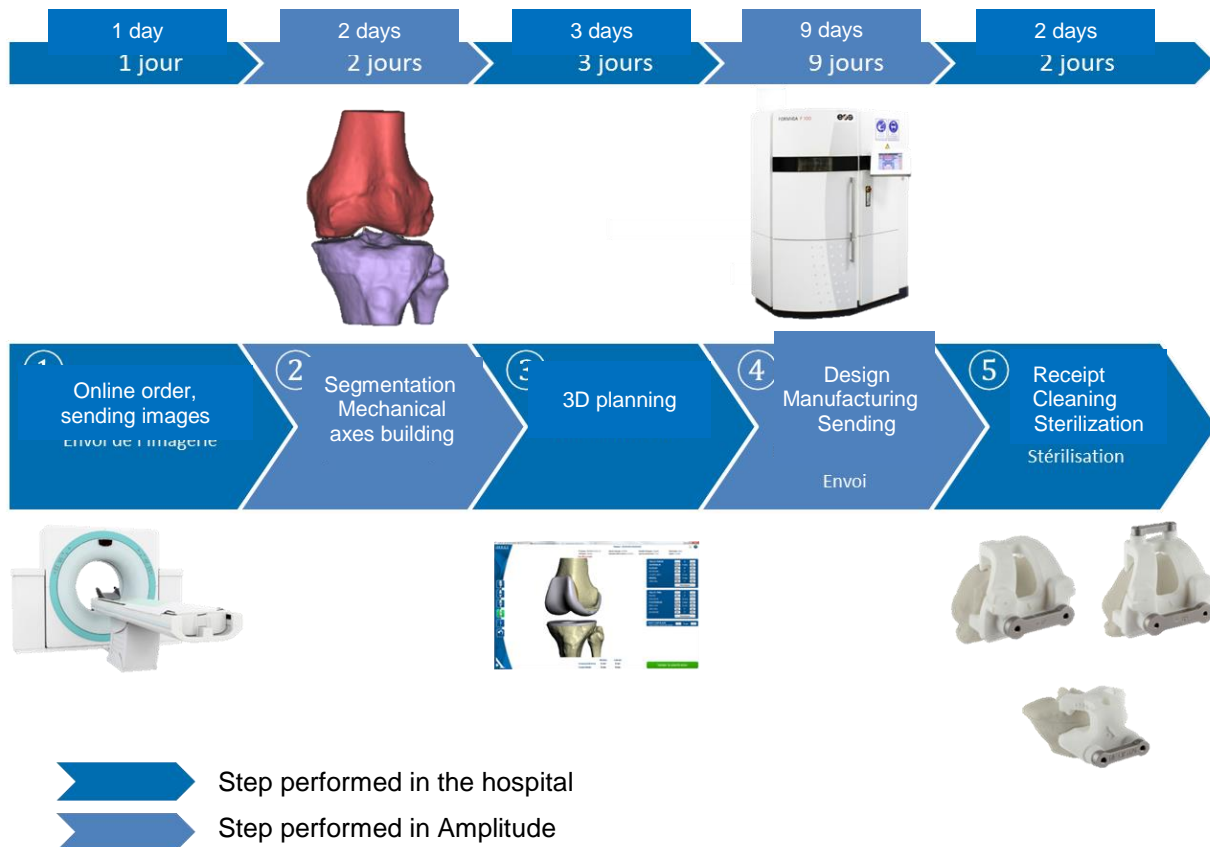 1 day
2 days
3 days
9 days
2 days
1 jour
2 jours
3 jours
9 jours
2 jours
eos
1
Online order,
sending images
Envoi de l'imagerie
2
Segmentation
Mechanical
axes building
3
3D planning
4
Design
Manufacturing
Sending
Envoi
5
Receipt
Cleaning
Sterilization
Stérilisation
Step performed in the hospital
Step performed in Amplitude